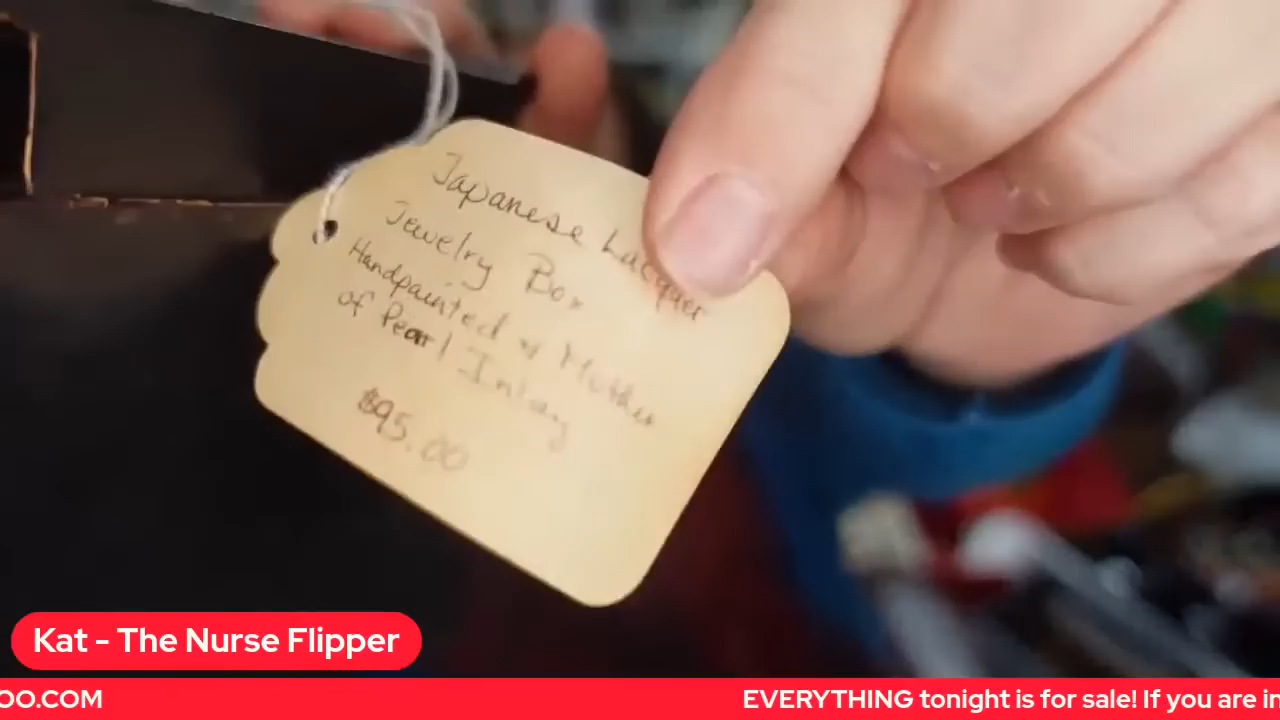 Japanese Lacquer
Jewelry Box
Handpainted w Mother
of Pearl Inlay
$95.00
Kat - The Nurse Flipper
OO.COM
EVERYTHING tonight is for sale! If you are in